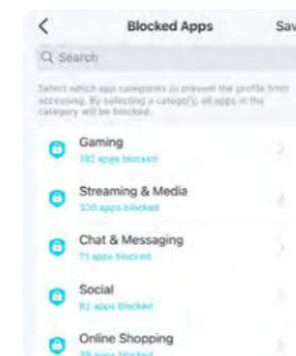 Blocked Apps Sav
Search
Select which app categories to prevent the profile from
accessing. By selecting a category, all apps in the
category will be blocked.
Gaming
182 apps blocked
Streaming & Media
330 apps blocked
Chat & Messaging
71 apps blocked
Social
82 apps blocked
Online Shopping
apps blocked